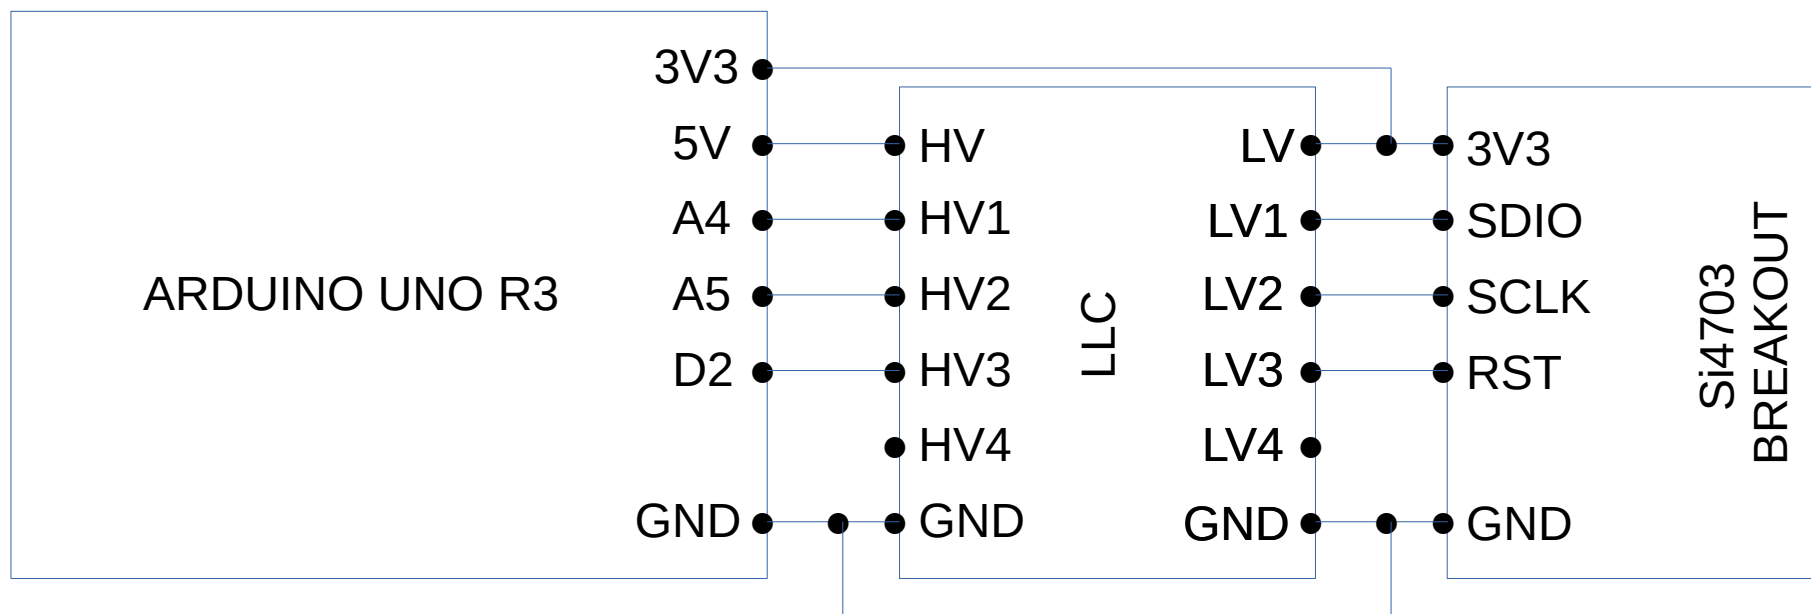 ARDUINO UNO R3
3V3
5V
A4
A5
D2
GND
HV
HV1
HV2
HV3
HV4
GND
LLC
LV
LV1
LV2
LV3
LV4
GND
3V3
SDIO
SCLK
RST
GND
Si4703
BREAKOUT